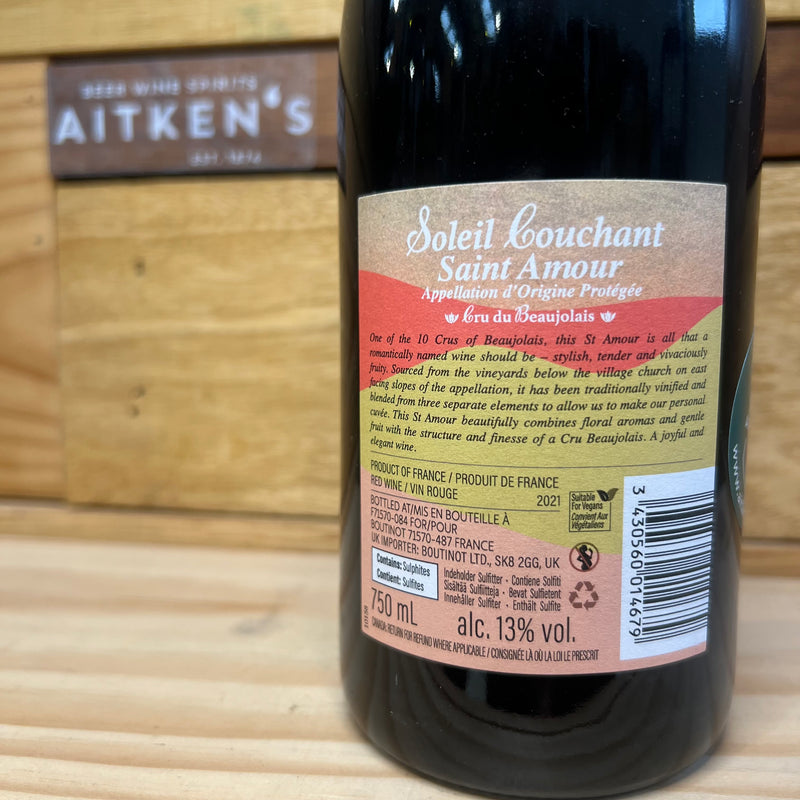 BEER WINE SPIRITS
AITKEN'S
EST. 1874
Soleil Couchant
Saint Amour
Appellation d'Origine Protégée
Cru du Beaujolais
One of the 10 Crus of Beaujolais, this St Amour is all that a
romantically named wine should be – stylish, tender and vivaciously
fruity. Sourced from the vineyards below the village church on east
facing slopes of the appellation, it has been traditionally vinified and
blended from three separate elements to allow us to make our personal
cuvée. This St Amour beautifully combines floral aromas and gentle
fruit with the structure and finesse of a Cru Beaujolais. A joyful and
elegant wine.
PRODUCT OF FRANCE / PRODUIT DE FRANCE
RED WINE / VIN ROUGE
2021
Suitable
For Vegans
Convient Aux
Végétaliens
BOTTLED AT/MIS EN BOUTEILLE À
F71570-084 FOR/POUR
BOUTINOT 71570-487 FRANCE
UK IMPORTER: BOUTINOT LTD., SK8 2GG, UK
Contains: Sulphites
Contient: Sulfites
Indeholder Sulfitter · Contiene Solfiti
Sisältää Sulfiitteja · Bevat Sulfieten
Innehåller Sulfiter · Enthält Sulfite
750 mL
alc. 13% vol.
CANADA: RETURN FOR REFUND WHERE APPLICABLE / CONSIGNÉE LÀ OÙ LA LOI LE PRESCRIT
3 430560 014679